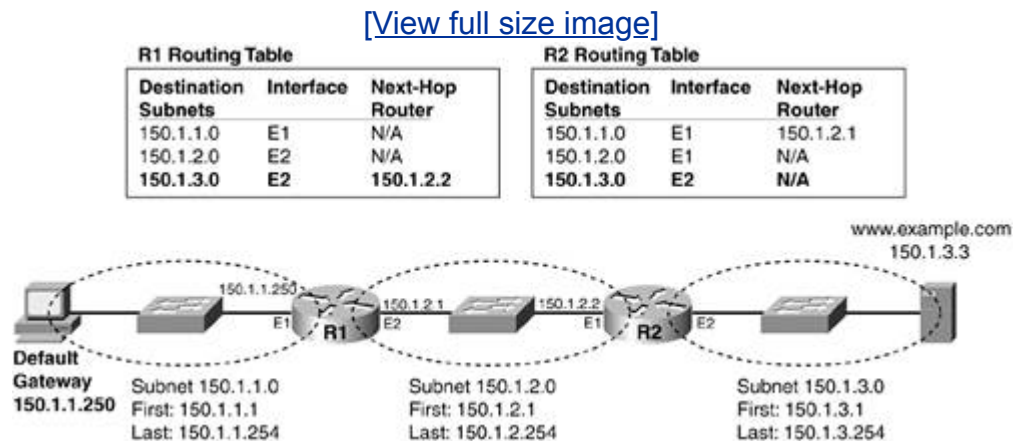 [View full size image]
R1 Routing Table
Destination Subnets Interface Next-Hop Router
150.1.1.0 E1 N/A
150.1.2.0 E2 N/A
150.1.3.0 E2 150.1.2.2
R2 Routing Table
Destination Subnets Interface Next-Hop Router
150.1.1.0 E1 150.1.2.1
150.1.2.0 E1 N/A
150.1.3.0 E2 N/A
www.example.com
150.1.3.3
150.1.1.250
E1
R1
150.1.2.1
E2
150.1.2.2
E1
R2
E2
Default
Gateway
150.1.1.250
Subnet 150.1.1.0
First: 150.1.1.1
Last: 150.1.1.254
Subnet 150.1.2.0
First: 150.1.2.1
Last: 150.1.2.254
Subnet 150.1.3.0
First: 150.1.3.1
Last: 150.1.3.254